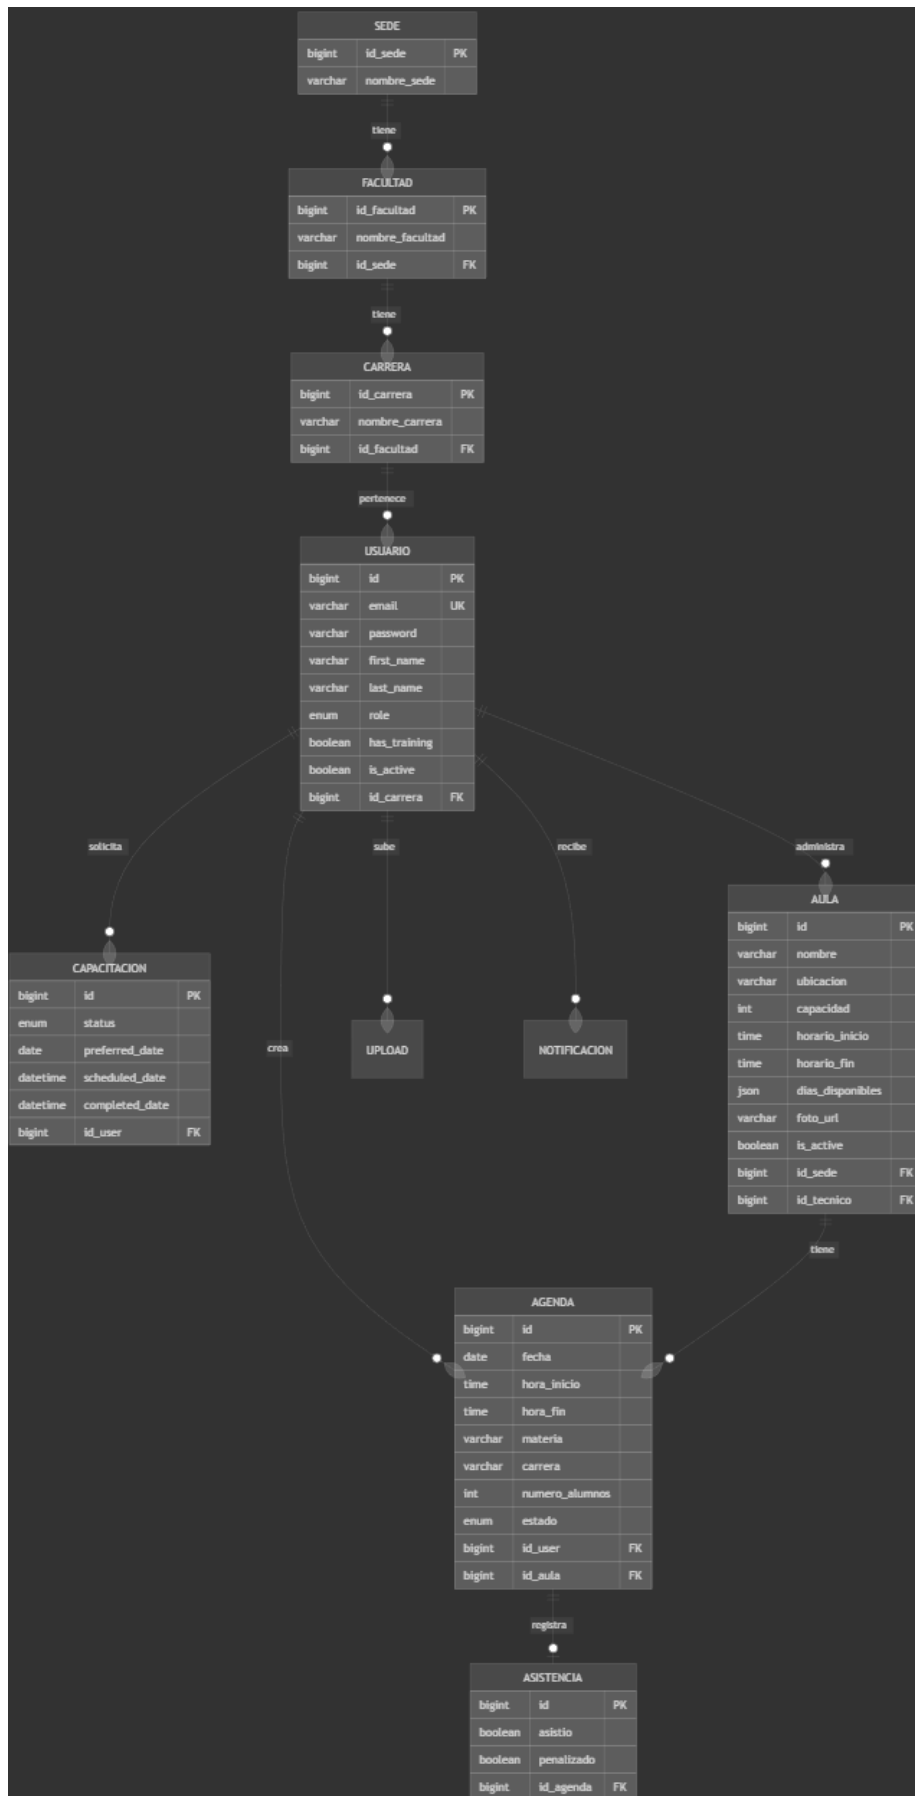 SEDE
bigint id_sede PK
varchar nombre_sede
tiene
FACULTAD
bigint id_facultad PK
varchar nombre_facultad
bigint id_sede FK
tiene
CARRERA
bigint id_carrera PK
varchar nombre_carrera
bigint id_facultad FK
pertenece
USUARIO
bigint id PK
varchar email UK
varchar password
varchar first_name
varchar last_name
enum role
boolean has_training
boolean is_active
bigint id_carrera FK
solicita
sube
recibe
administra
AULA
bigint id PK
varchar nombre
varchar ubicacion
int capacidad
time horario_inicio
time horario_fin
json dias_disponibles
varchar foto_url
boolean is_active
bigint id_sede FK
bigint id_tecnico FK
CAPACITACION
bigint id PK
enum status
date preferred_date
datetime scheduled_date
datetime completed_date
bigint id_user FK
crea
UPLOAD
NOTIFICACION
tiene
AGENDA
bigint id PK
date fecha
time hora_inicio
time hora_fin
varchar materia
varchar carrera
int numero_alumnos
enum estado
bigint id_user FK
bigint id_aula FK
registra
ASISTENCIA
bigint id PK
boolean asistio
boolean penalizado
bigint id_agenda FK